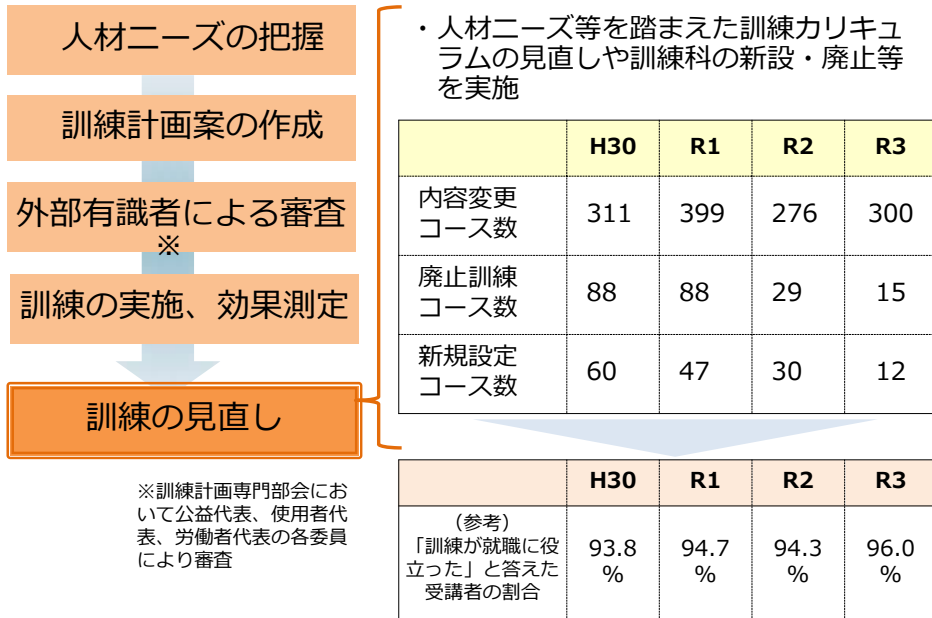 人材ニーズの把握
訓練計画案の作成
外部有識者による審査
※
訓練の実施、効果測定
訓練の見直し
※訓練計画専門部会にお
いて公益代表、使用者代
表、労働者代表の各委員
により審査
・人材ニーズ等を踏まえた訓練カリキュ
ラムの見直しや訓練科の新設・廃止等
を実施
H30 R1 R2 R3
内容変更
コース数 311 399 276 300
廃止訓練
コース数 88 88 29 15
新規設定
コース数 60 47 30 12
H30 R1 R2 R3
（参考）
「訓練が就職に役
立った」と答えた
受講者の割合
93.8 94.7 94.3 96.0
% % % %